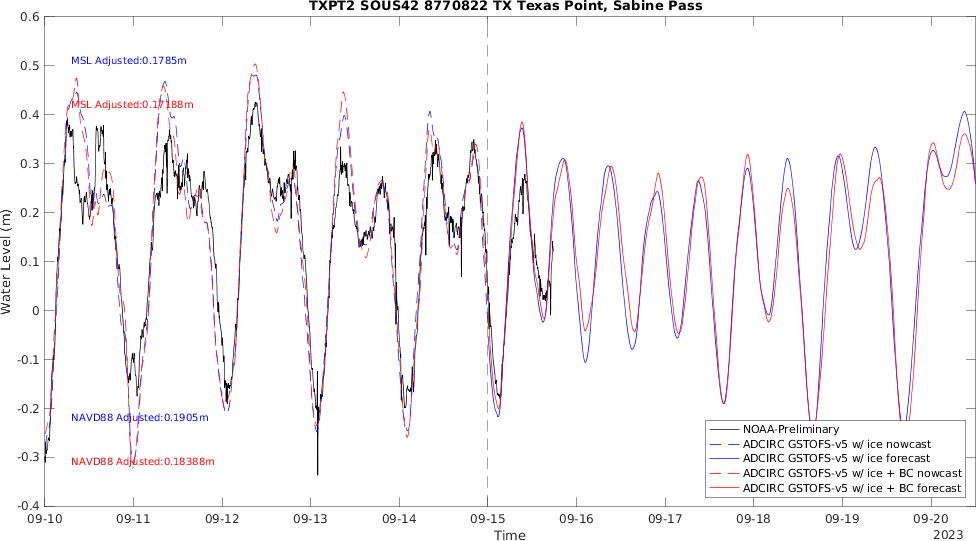 TXPT2 SOUS42 8770822 TX Texas Point, Sabine Pass
Water Level (m)
0.6
0.5
0.4
0.3
0.2
0.1
0
-0.1
-0.2
-0.3
-0.4
MSL Adjusted:0.1785m
MSL Adjusted:0.17188m
NAVD88 Adjusted:0.1905m
NAVD88 Adjusted:0.18388m
NOAA-Preliminary
ADCIRC GSTOFS-v5 w/ ice nowcast
ADCIRC GSTOFS-v5 w/ ice forecast
ADCIRC GSTOFS-v5 w/ ice + BC nowcast
ADCIRC GSTOFS-v5 w/ ice + BC forecast
09-10 09-11 09-12 09-13 09-14 09-15 09-16 09-17 09-18 09-19 09-20
Time
2023